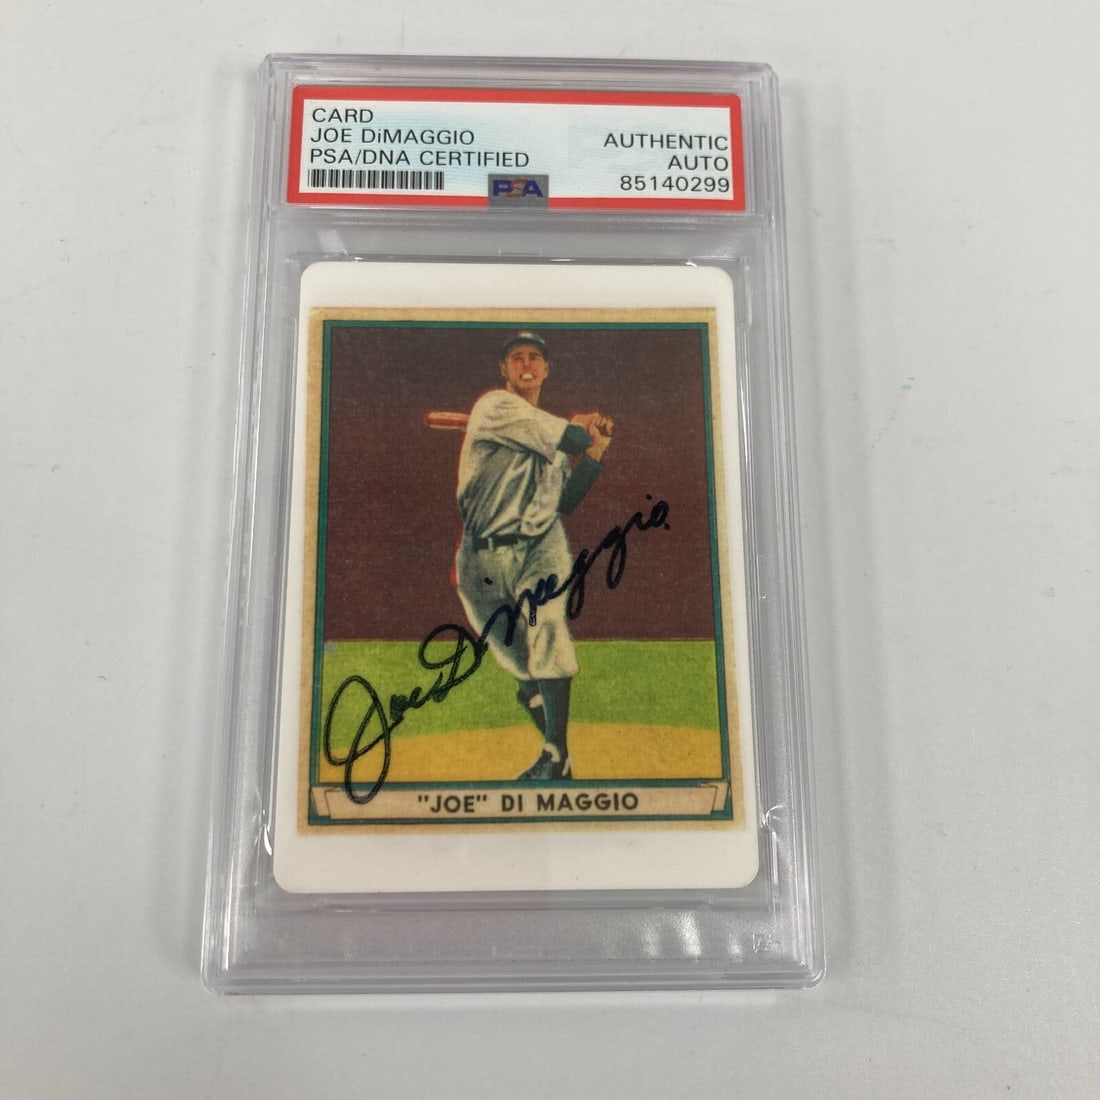 CARD
JOE DiMAGGIO
PSA/DNA CERTIFIED
AUTHENTIC
AUTO
85140299
PSA
Joe DiMaggio
"JOE" DI MAGGIO